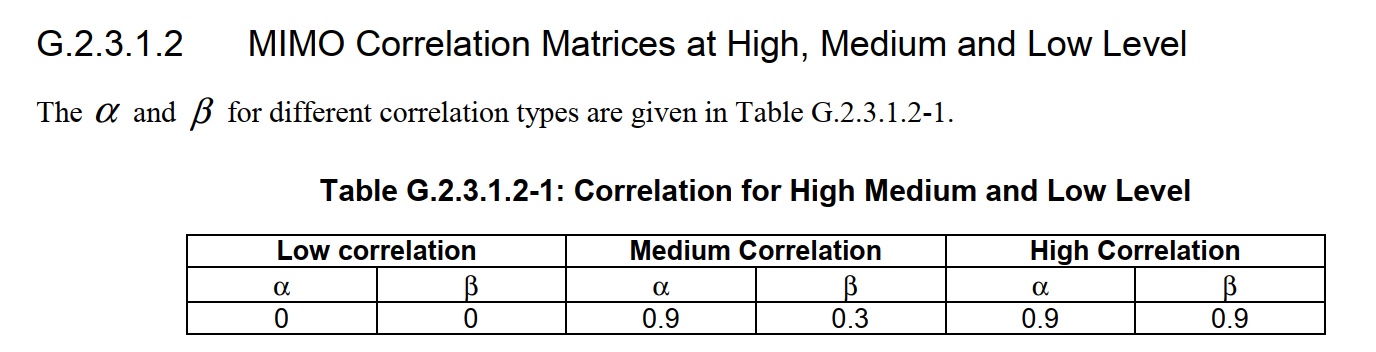 G.2.3.1.2 MIMO Correlation Matrices at High, Medium and Low Level
The α and β for different correlation types are given in Table G.2.3.1.2-1.
Table G.2.3.1.2-1: Correlation for High Medium and Low Level
Low correlation Medium Correlation High Correlation
α β α β α β
0 0 0.9 0.3 0.9 0.9